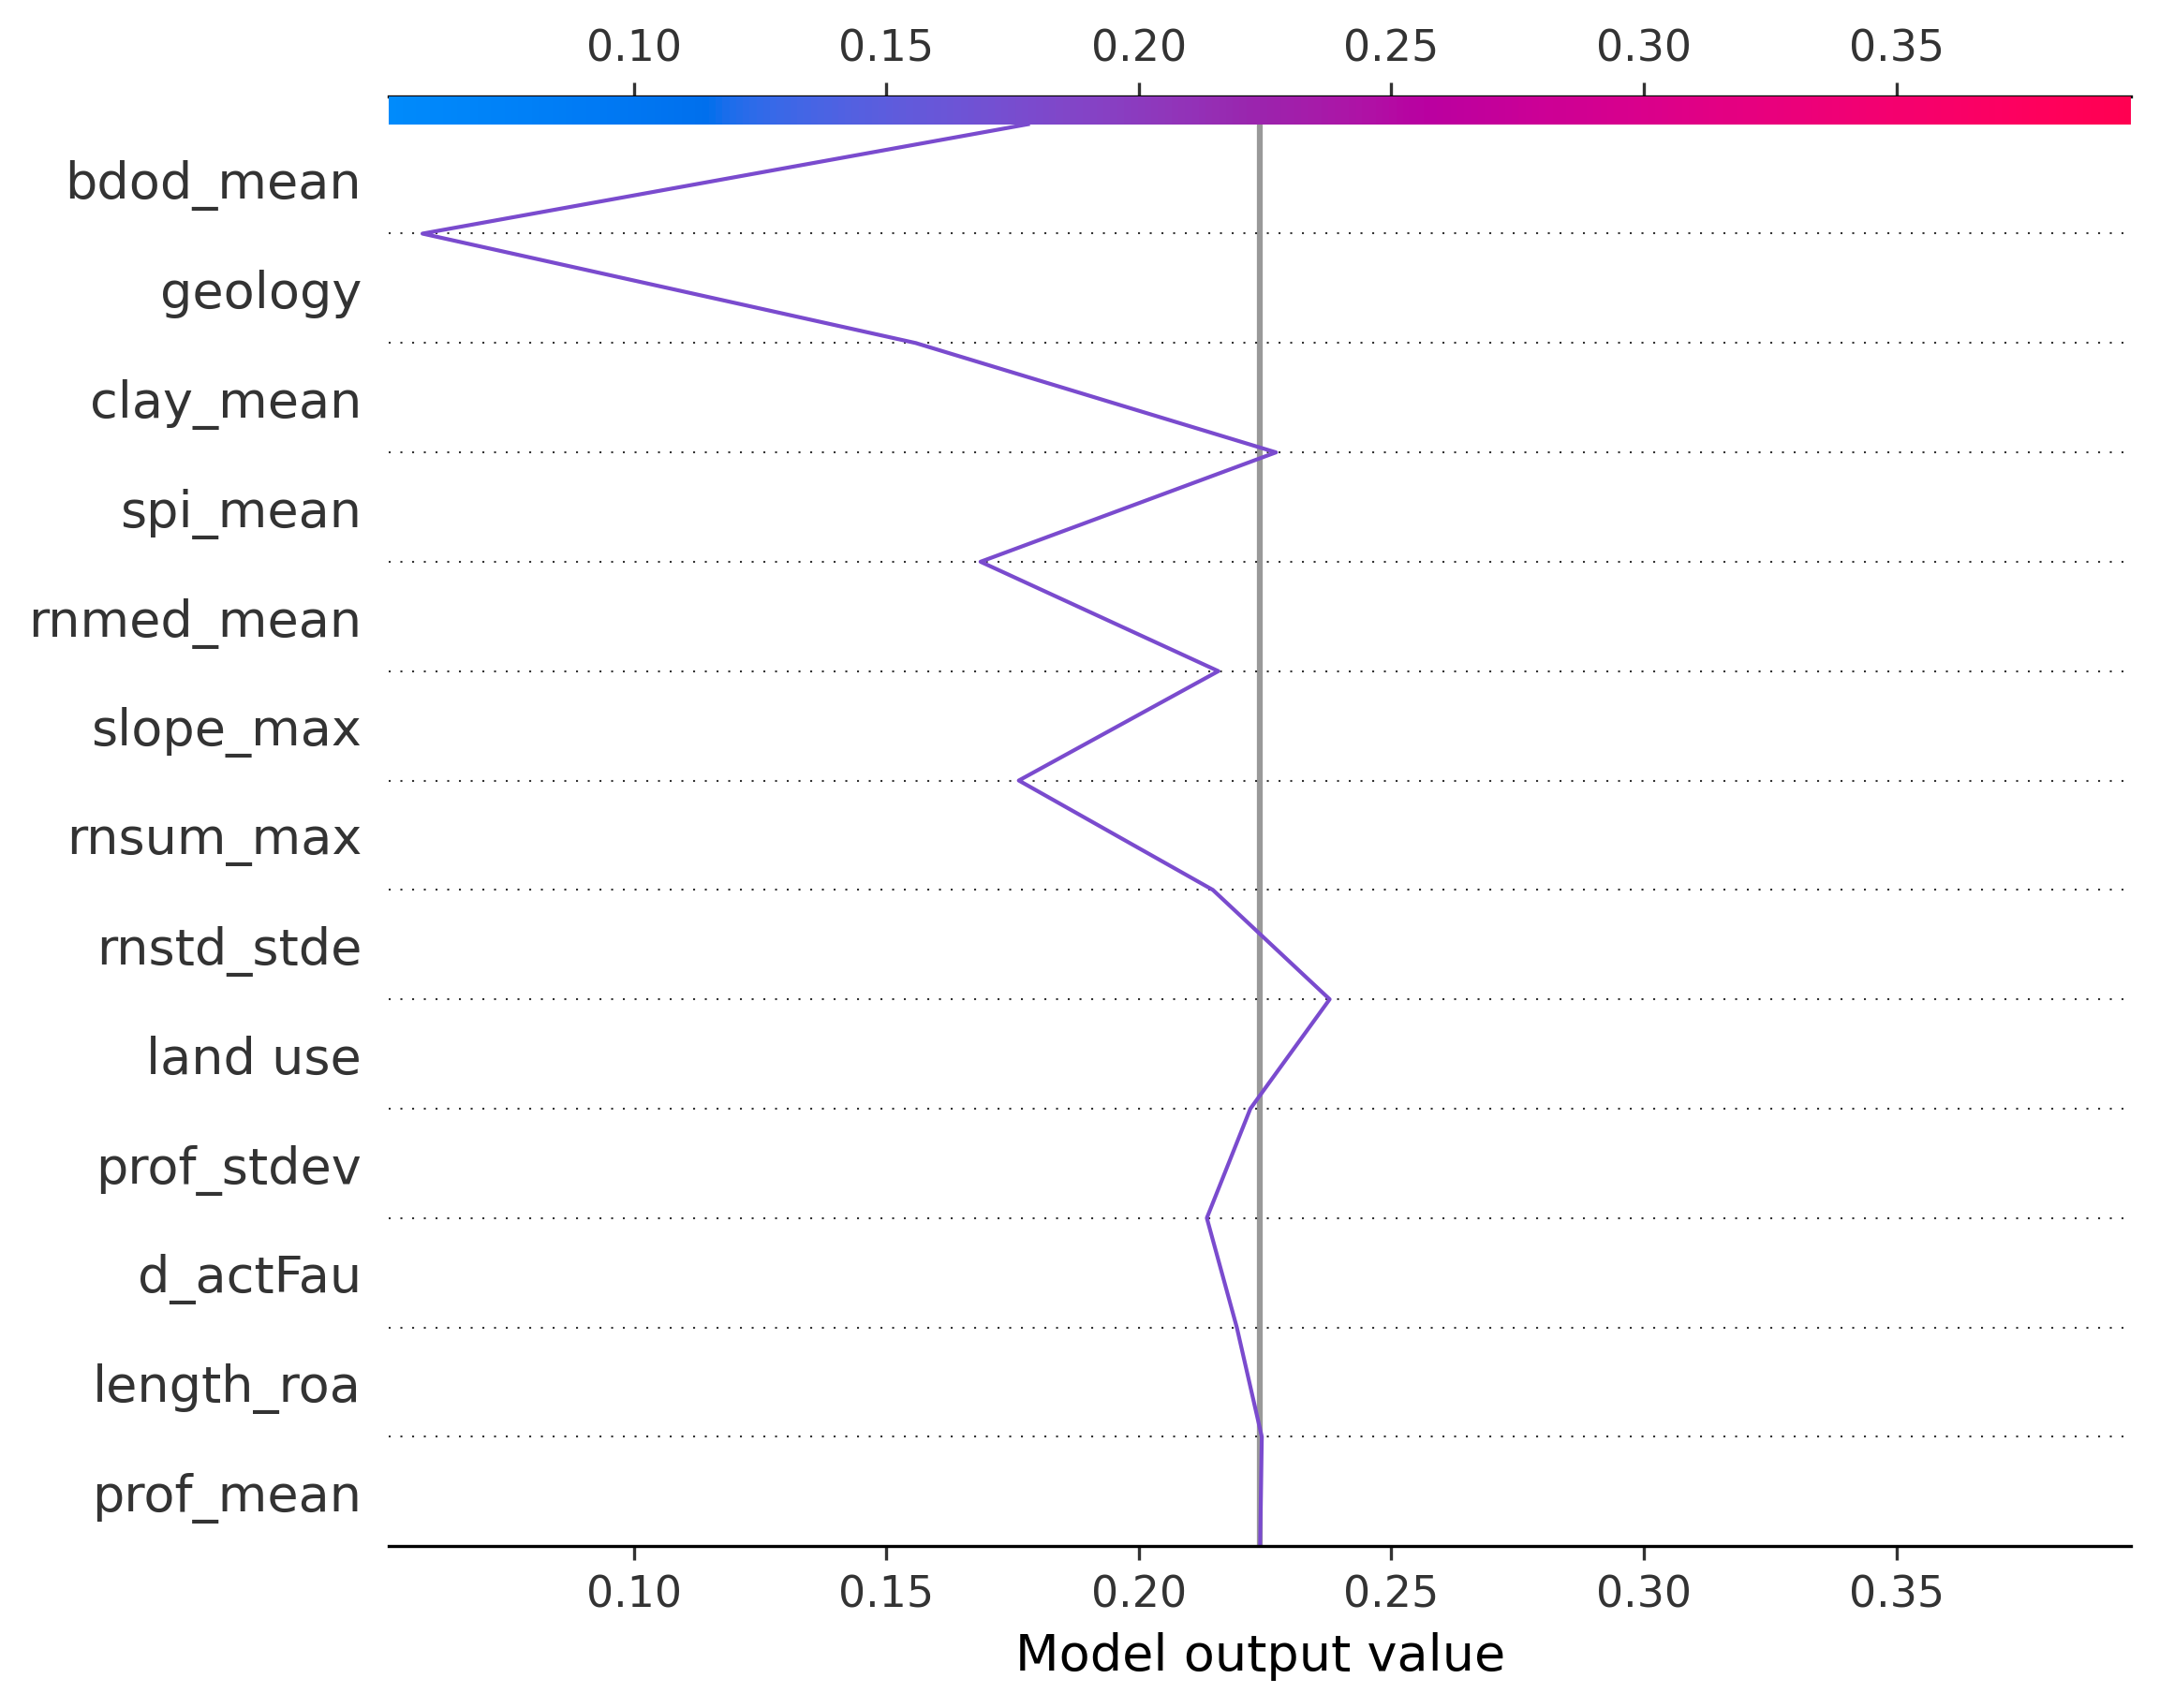 0.10 0.15 0.20 0.25 0.30 0.35
bdod_mean
geology
clay_mean
spi_mean
rnmed_mean
slope_max
rnsum_max
rnstd_stde
land use
prof_stdev
d_actFau
length_roa
prof_mean
0.10 0.15 0.20 0.25 0.30 0.35
Model output value